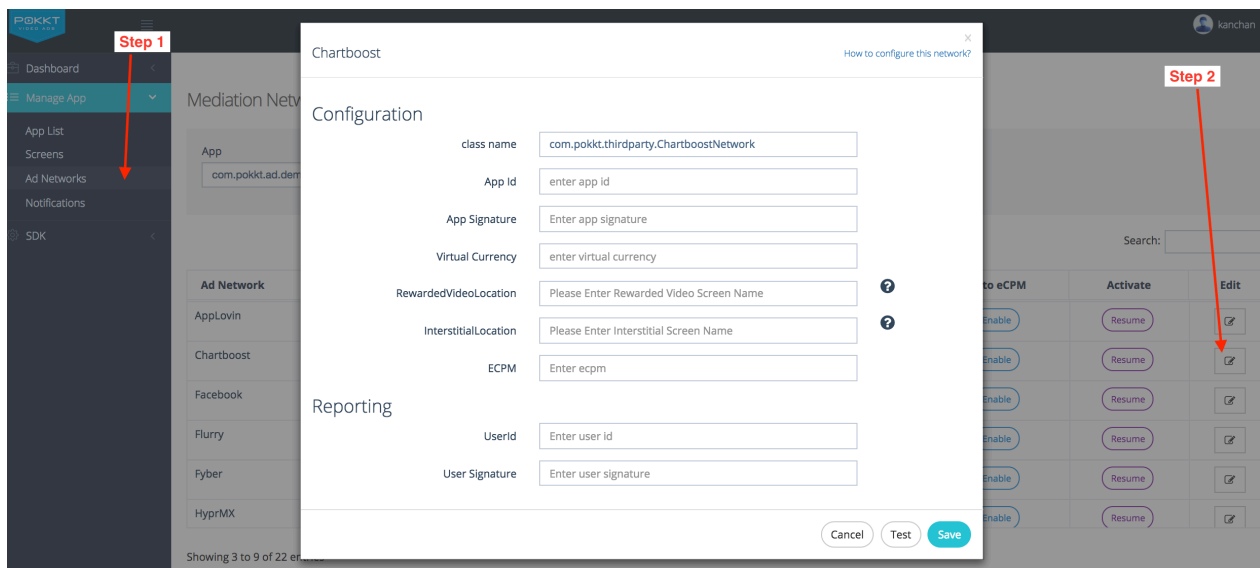 POKKT
VIDEO ADS
kanchan
Step 1
Step 2
Dashboard
Manage App
App List
Screens
Ad Networks
Notifications
SDK
Mediation Netw
App
com.pokkt.ad.dem
Search:
Ad Network
to eCPM
Activate
Edit
AppLovin
Enable
Resume
Chartboost
Enable
Resume
Facebook
Enable
Resume
Flurry
Enable
Resume
Fyber
Enable
Resume
HyprMX
Enable
Resume
Showing 3 to 9 of 22 entries
Chartboost
x
How to configure this network?
Configuration
class name
com.pokkt.thirdparty.ChartboostNetwork
App Id
enter app id
App Signature
Enter app signature
Virtual Currency
enter virtual currency
RewardedVideoLocation
Please Enter Rewarded Video Screen Name
?
InterstitialLocation
Please Enter Interstitial Screen Name
?
ECPM
Enter ecpm
Reporting
UserId
Enter user id
User Signature
Enter user signature
Cancel
Test
Save